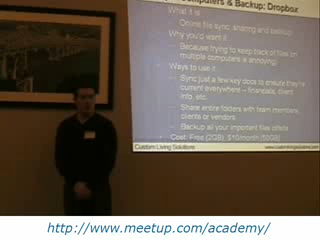 Computers & Backup: Dropbox
What it is
Online file sync, sharing and backup
Why you'd want it
Because trying to keep track of files on
multiple computers is annoying!
Ways to use it
Sync just a few key docs to ensure they're
current everywhere – financials, client
info, etc.
Share entire folders with team members,
clients or vendors
Backup all your important files offsite
Cost: Free (2GB), $10/month (50GB)
Custom Living Solutions
www.customlivingsolutions.com
http://www.meetup.com/academy/